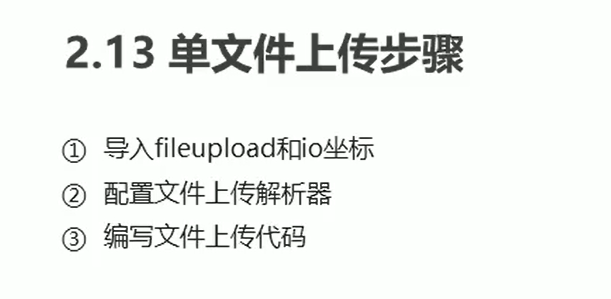 2.13 单文件上传步骤
① 导入fileupload和io坐标
② 配置文件上传解析器
③ 编写文件上传代码